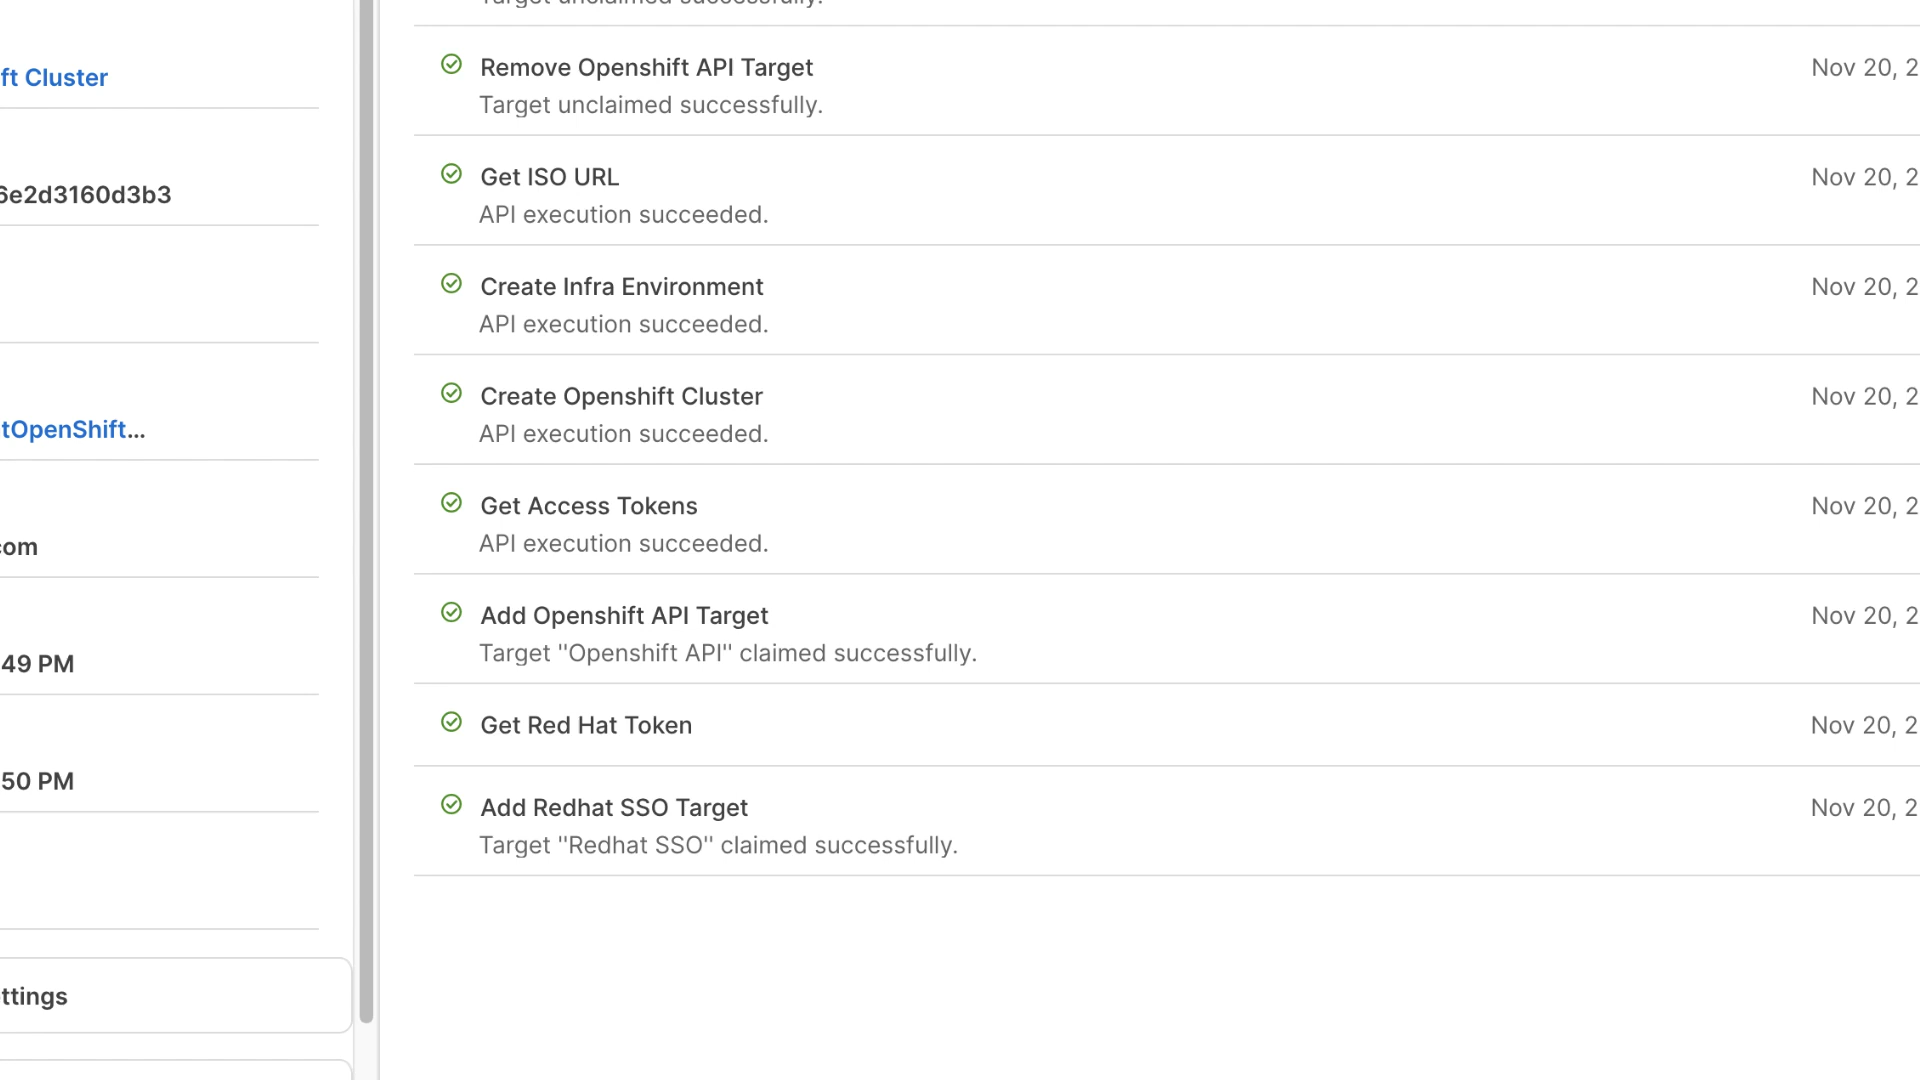 Target unclaimed successfully.
ft Cluster
6e2d3160d3b3
tOpenShift...
com
49 PM
50 PM
ttings
Remove Openshift API Target
Nov 20, 2
Target unclaimed successfully.
Get ISO URL
Nov 20, 2
API execution succeeded.
Create Infra Environment
Nov 20, 2
API execution succeeded.
Create Openshift Cluster
Nov 20, 2
API execution succeeded.
Get Access Tokens
Nov 20, 2
API execution succeeded.
Add Openshift API Target
Nov 20, 2
Target "Openshift API" claimed successfully.
Get Red Hat Token
Nov 20, 2
Add Redhat SSO Target
Nov 20, 2
Target "Redhat SSO" claimed successfully.